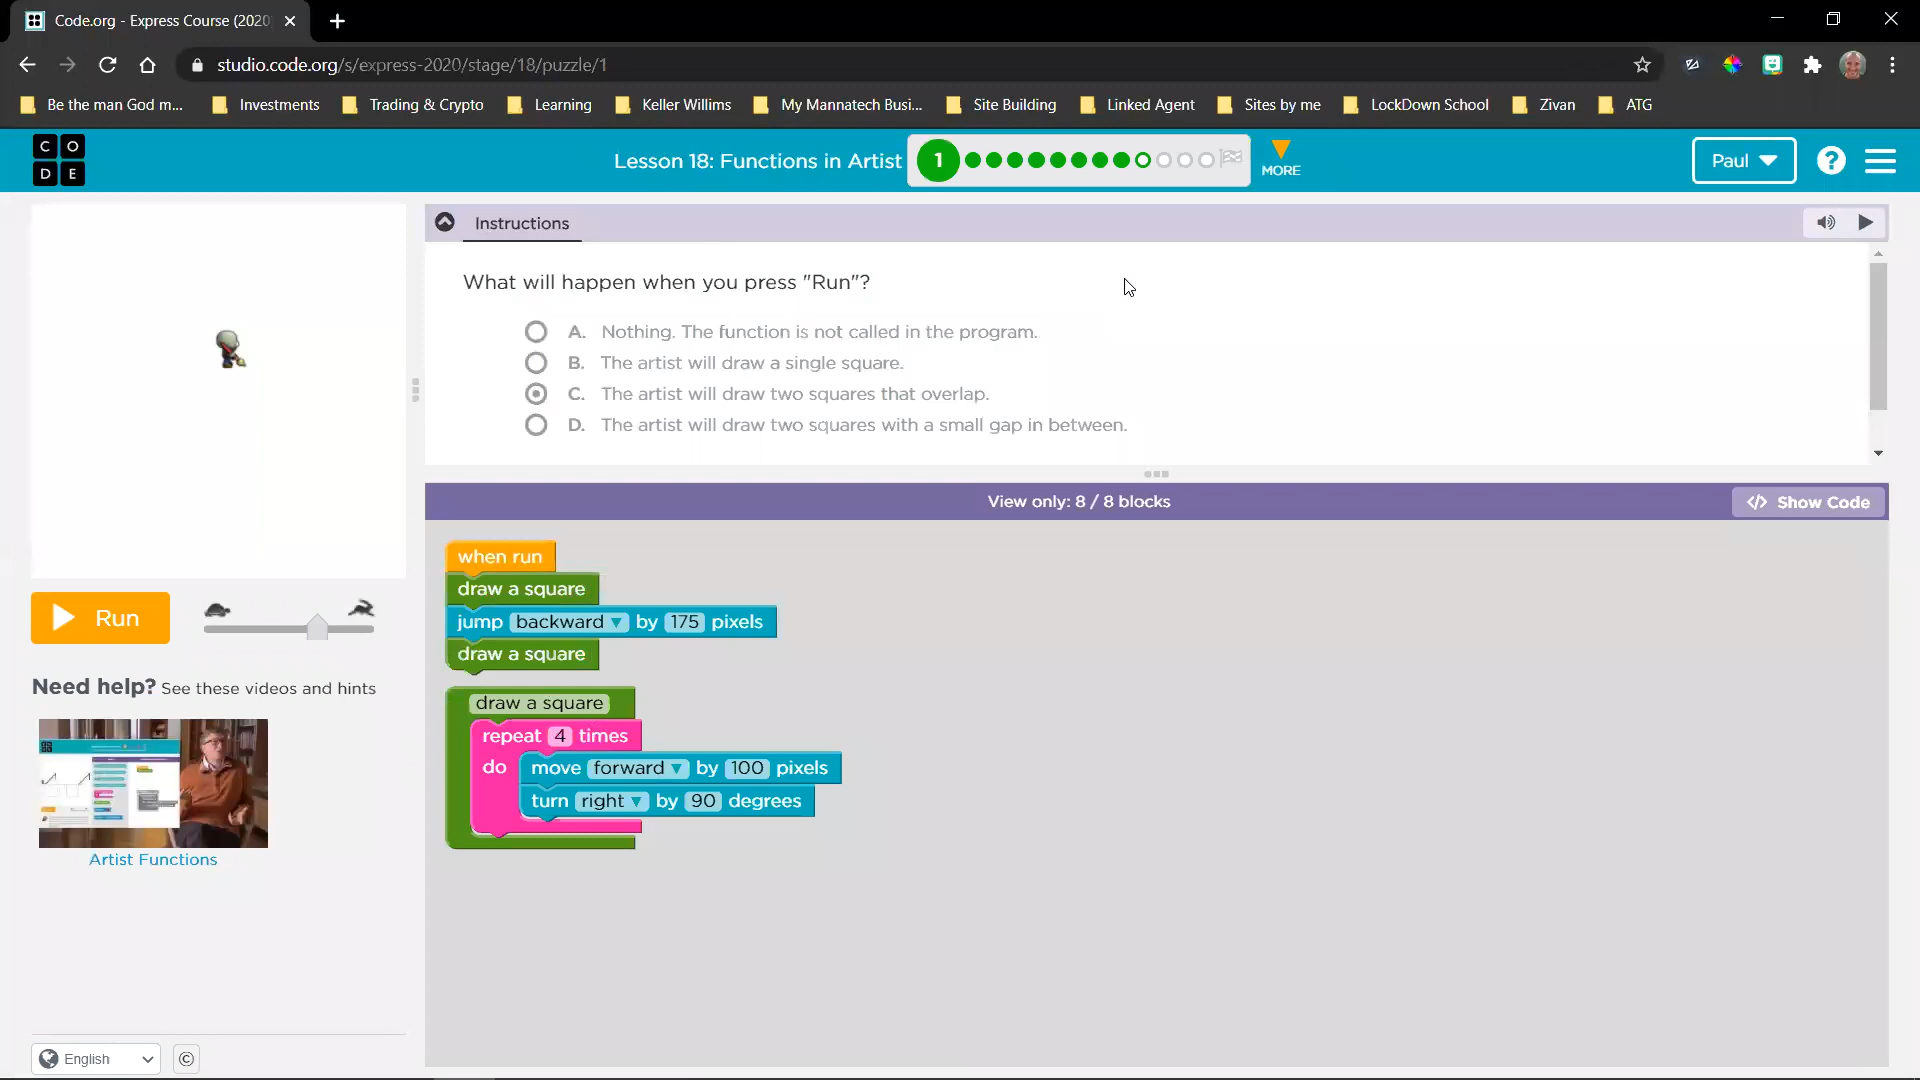 Code.org - Express Course (2020
studio.code.org/s/express-2020/stage/18/puzzle/1
Be the man God m... Investments Trading & Crypto Learning Keller Willims My Mannatech Busi... Site Building Linked Agent Sites by me LockDown School Zivan ATG
C O D E
Lesson 18: Functions in Artist
1
MORE
Paul
?
Instructions
What will happen when you press "Run"?
A. Nothing. The function is not called in the program.
B. The artist will draw a single square.
C. The artist will draw two squares that overlap.
D. The artist will draw two squares with a small gap in between.
View only: 8 / 8 blocks
</> Show Code
when run
draw a square
jump backward by 175 pixels
draw a square
draw a square
repeat 4 times
do move forward by 100 pixels
turn right by 90 degrees
Run
Need help? See these videos and hints
Artist Functions
English
©